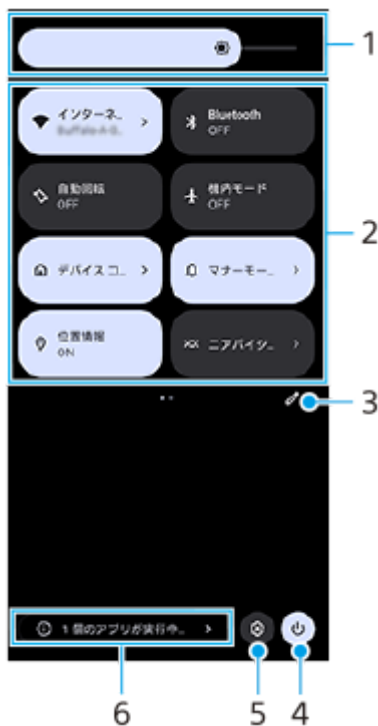 1
インターネ…
Bluetooth
OFF
自動回転
OFF
機内モード
OFF
2
デバイスコ…
マナーモー…
位置情報
ON
ニアバイシ…
3
1 個のアプリが実行中…
6
5
4